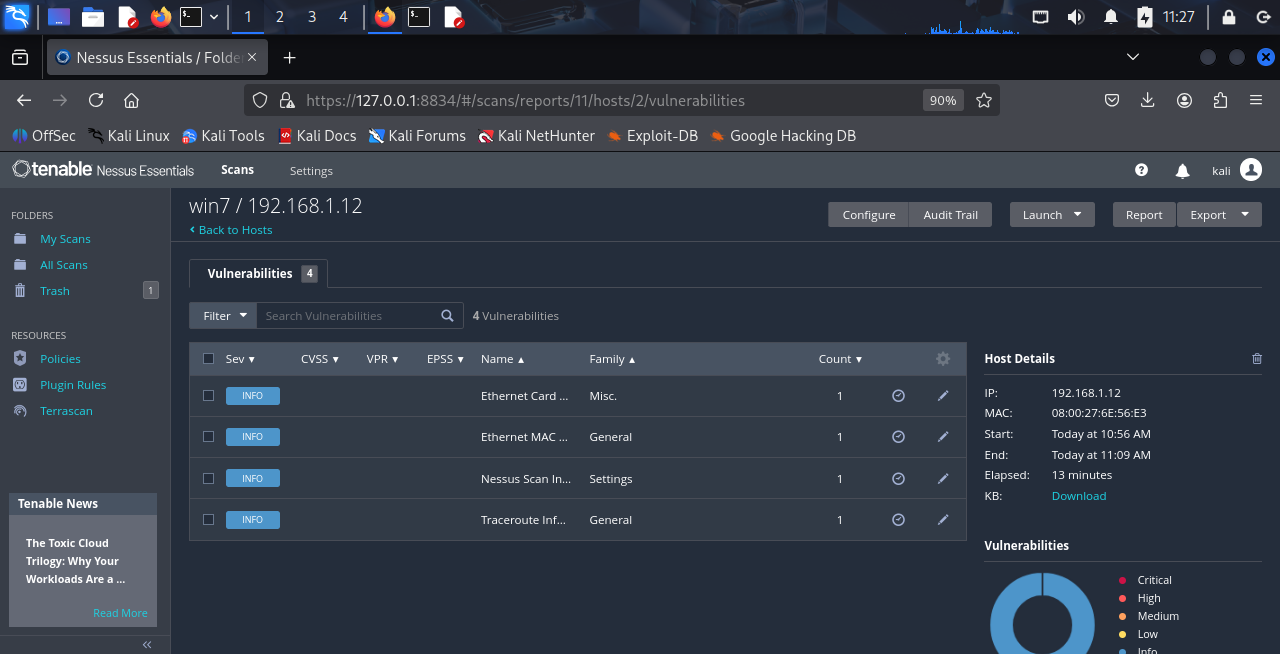 1 2 3 4 11:27
Nessus Essentials / Folde
https://127.0.0.1:8834/#/scans/reports/11/hosts/2/vulnerabilities 90%
OffSec Kali Linux Kali Tools Kali Docs Kali Forums Kali NetHunter Exploit-DB Google Hacking DB
tenable Nessus Essentials Scans Settings kali
FOLDERS
My Scans
All Scans
Trash 1
RESOURCES
Policies
Plugin Rules
Terrascan
Tenable News
The Toxic Cloud
Trilogy: Why Your
Workloads Are a ...
Read More
win7 / 192.168.1.12
Back to Hosts
Configure Audit Trail Launch Report Export
Vulnerabilities 4
Filter Search Vulnerabilities 4 Vulnerabilities
Sev CVSS VPR EPSS Name Family Count
INFO Ethernet Card ... Misc. 1
INFO Ethernet MAC ... General 1
INFO Nessus Scan In... Settings 1
INFO Traceroute Inf... General 1
Host Details
IP: 192.168.1.12
MAC: 08:00:27:6E:56:E3
Start: Today at 10:56 AM
End: Today at 11:09 AM
Elapsed: 13 minutes
KB: Download
Vulnerabilities
Critical
High
Medium
Low
Info